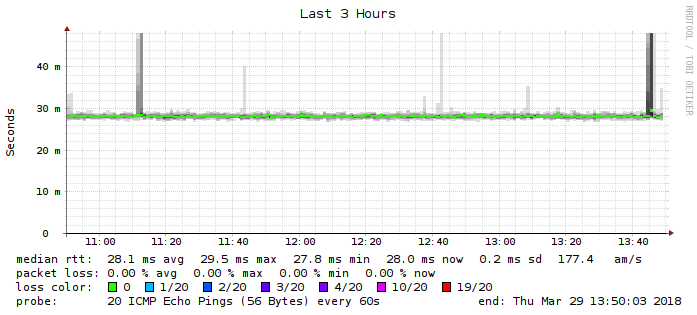 Last 3 Hours
RRDTOOL / TOBI OETIKER
Seconds
40 m
30 m
20 m
10 m
0
11:00 11:20 11:40 12:00 12:20 12:40 13:00 13:20 13:40
median rtt: 28.1 ms avg 29.5 ms max 27.8 ms min 28.0 ms now 0.2 ms sd 177.4 am/s
packet loss: 0.00 % avg 0.00 % max 0.00 % min 0.00 % now
loss color: 0 1/20 2/20 3/20 4/20 10/20 19/20
probe: 20 ICMP Echo Pings (56 Bytes) every 60s end: Thu Mar 29 13:50:03 2018